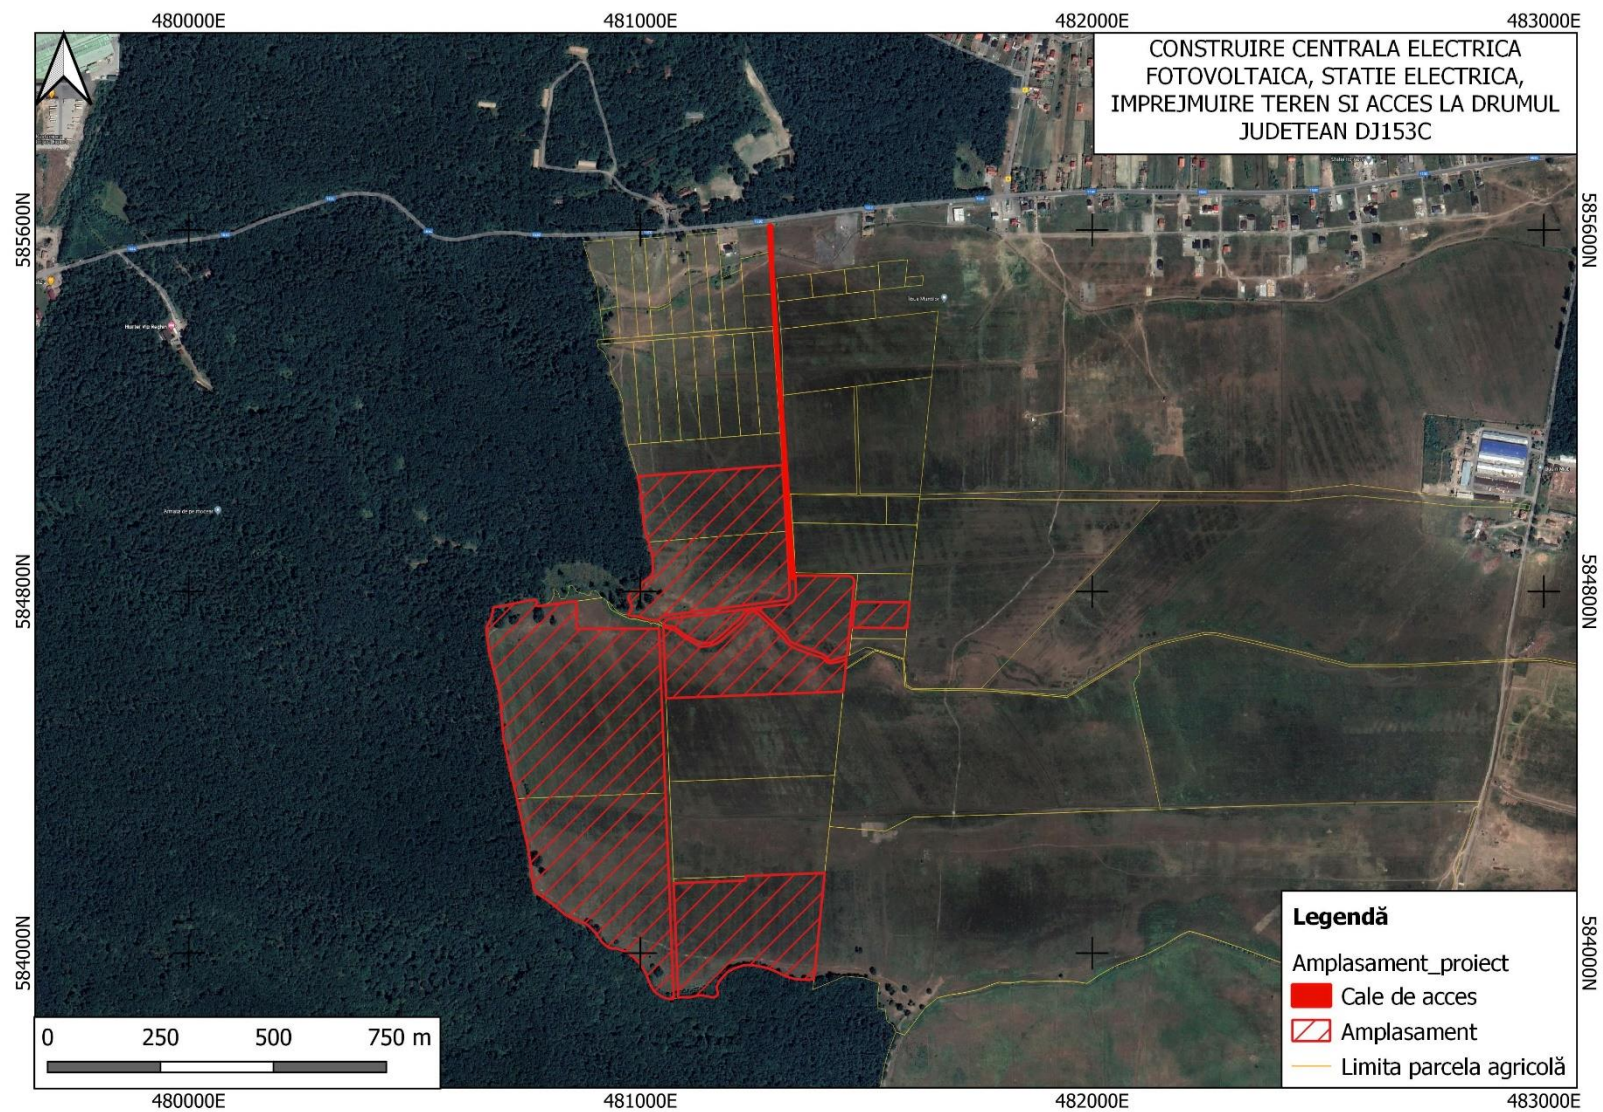 480000E
481000E
482000E
483000E
CONSTRUIRE CENTRALA ELECTRICA
FOTOVOLTAICA, STATIE ELECTRICA,
IMPREJMUIRE TEREN SI ACCES LA DRUMUL
JUDETEAN DJ153C
585600N
585600N
584800N
584800N
584000N
584000N
Legendă
Amplasament_proiect
Cale de acces
Amplasament
Limita parcela agricolă
0
250
500
750 m
480000E
481000E
482000E
483000E